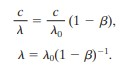 c/λ = c/λ₀ (1 − β),
λ = λ₀(1 − β)⁻¹.